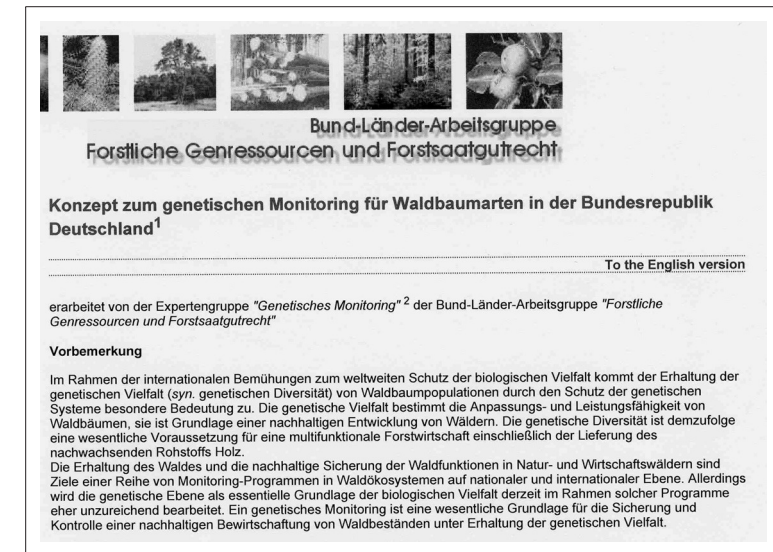 Bund-Länder-Arbeitsgruppe
Forstliche Genressourcen und Forstsaatgutrecht
Konzept zum genetischen Monitoring für Waldbaumarten in der Bundesrepublik
Deutschland1
To the English version
erarbeitet von der Expertengruppe "Genetisches Monitoring" 2 der Bund-Länder-Arbeitsgruppe "Forstliche
Genressourcen und Forstsaatgutrecht"
Vorbemerkung
Im Rahmen der internationalen Bemühungen zum weltweiten Schutz der biologischen Vielfalt kommt der Erhaltung der
genetischen Vielfalt (syn. genetischen Diversität) von Waldbaumpopulationen durch den Schutz der genetischen
Systeme besondere Bedeutung zu. Die genetische Vielfalt bestimmt die Anpassungs- und Leistungsfähigkeit von
Waldbäumen, sie ist Grundlage einer nachhaltigen Entwicklung von Wäldern. Die genetische Diversität ist demzufolge
eine wesentliche Voraussetzung für eine multifunktionale Forstwirtschaft einschließlich der Lieferung des
nachwachsenden Rohstoffs Holz.
Die Erhaltung des Waldes und die nachhaltige Sicherung der Waldfunktionen in Natur- und Wirtschaftswäldern sind
Ziele einer Reihe von Monitoring-Programmen in Waldökosystemen auf nationaler und internationaler Ebene. Allerdings
wird die genetische Ebene als essentielle Grundlage der biologischen Vielfalt derzeit im Rahmen solcher Programme
eher unzureichend bearbeitet. Ein genetisches Monitoring ist eine wesentliche Grundlage für die Sicherung und
Kontrolle einer nachhaltigen Bewirtschaftung von Waldbeständen unter Erhaltung der genetischen Vielfalt.